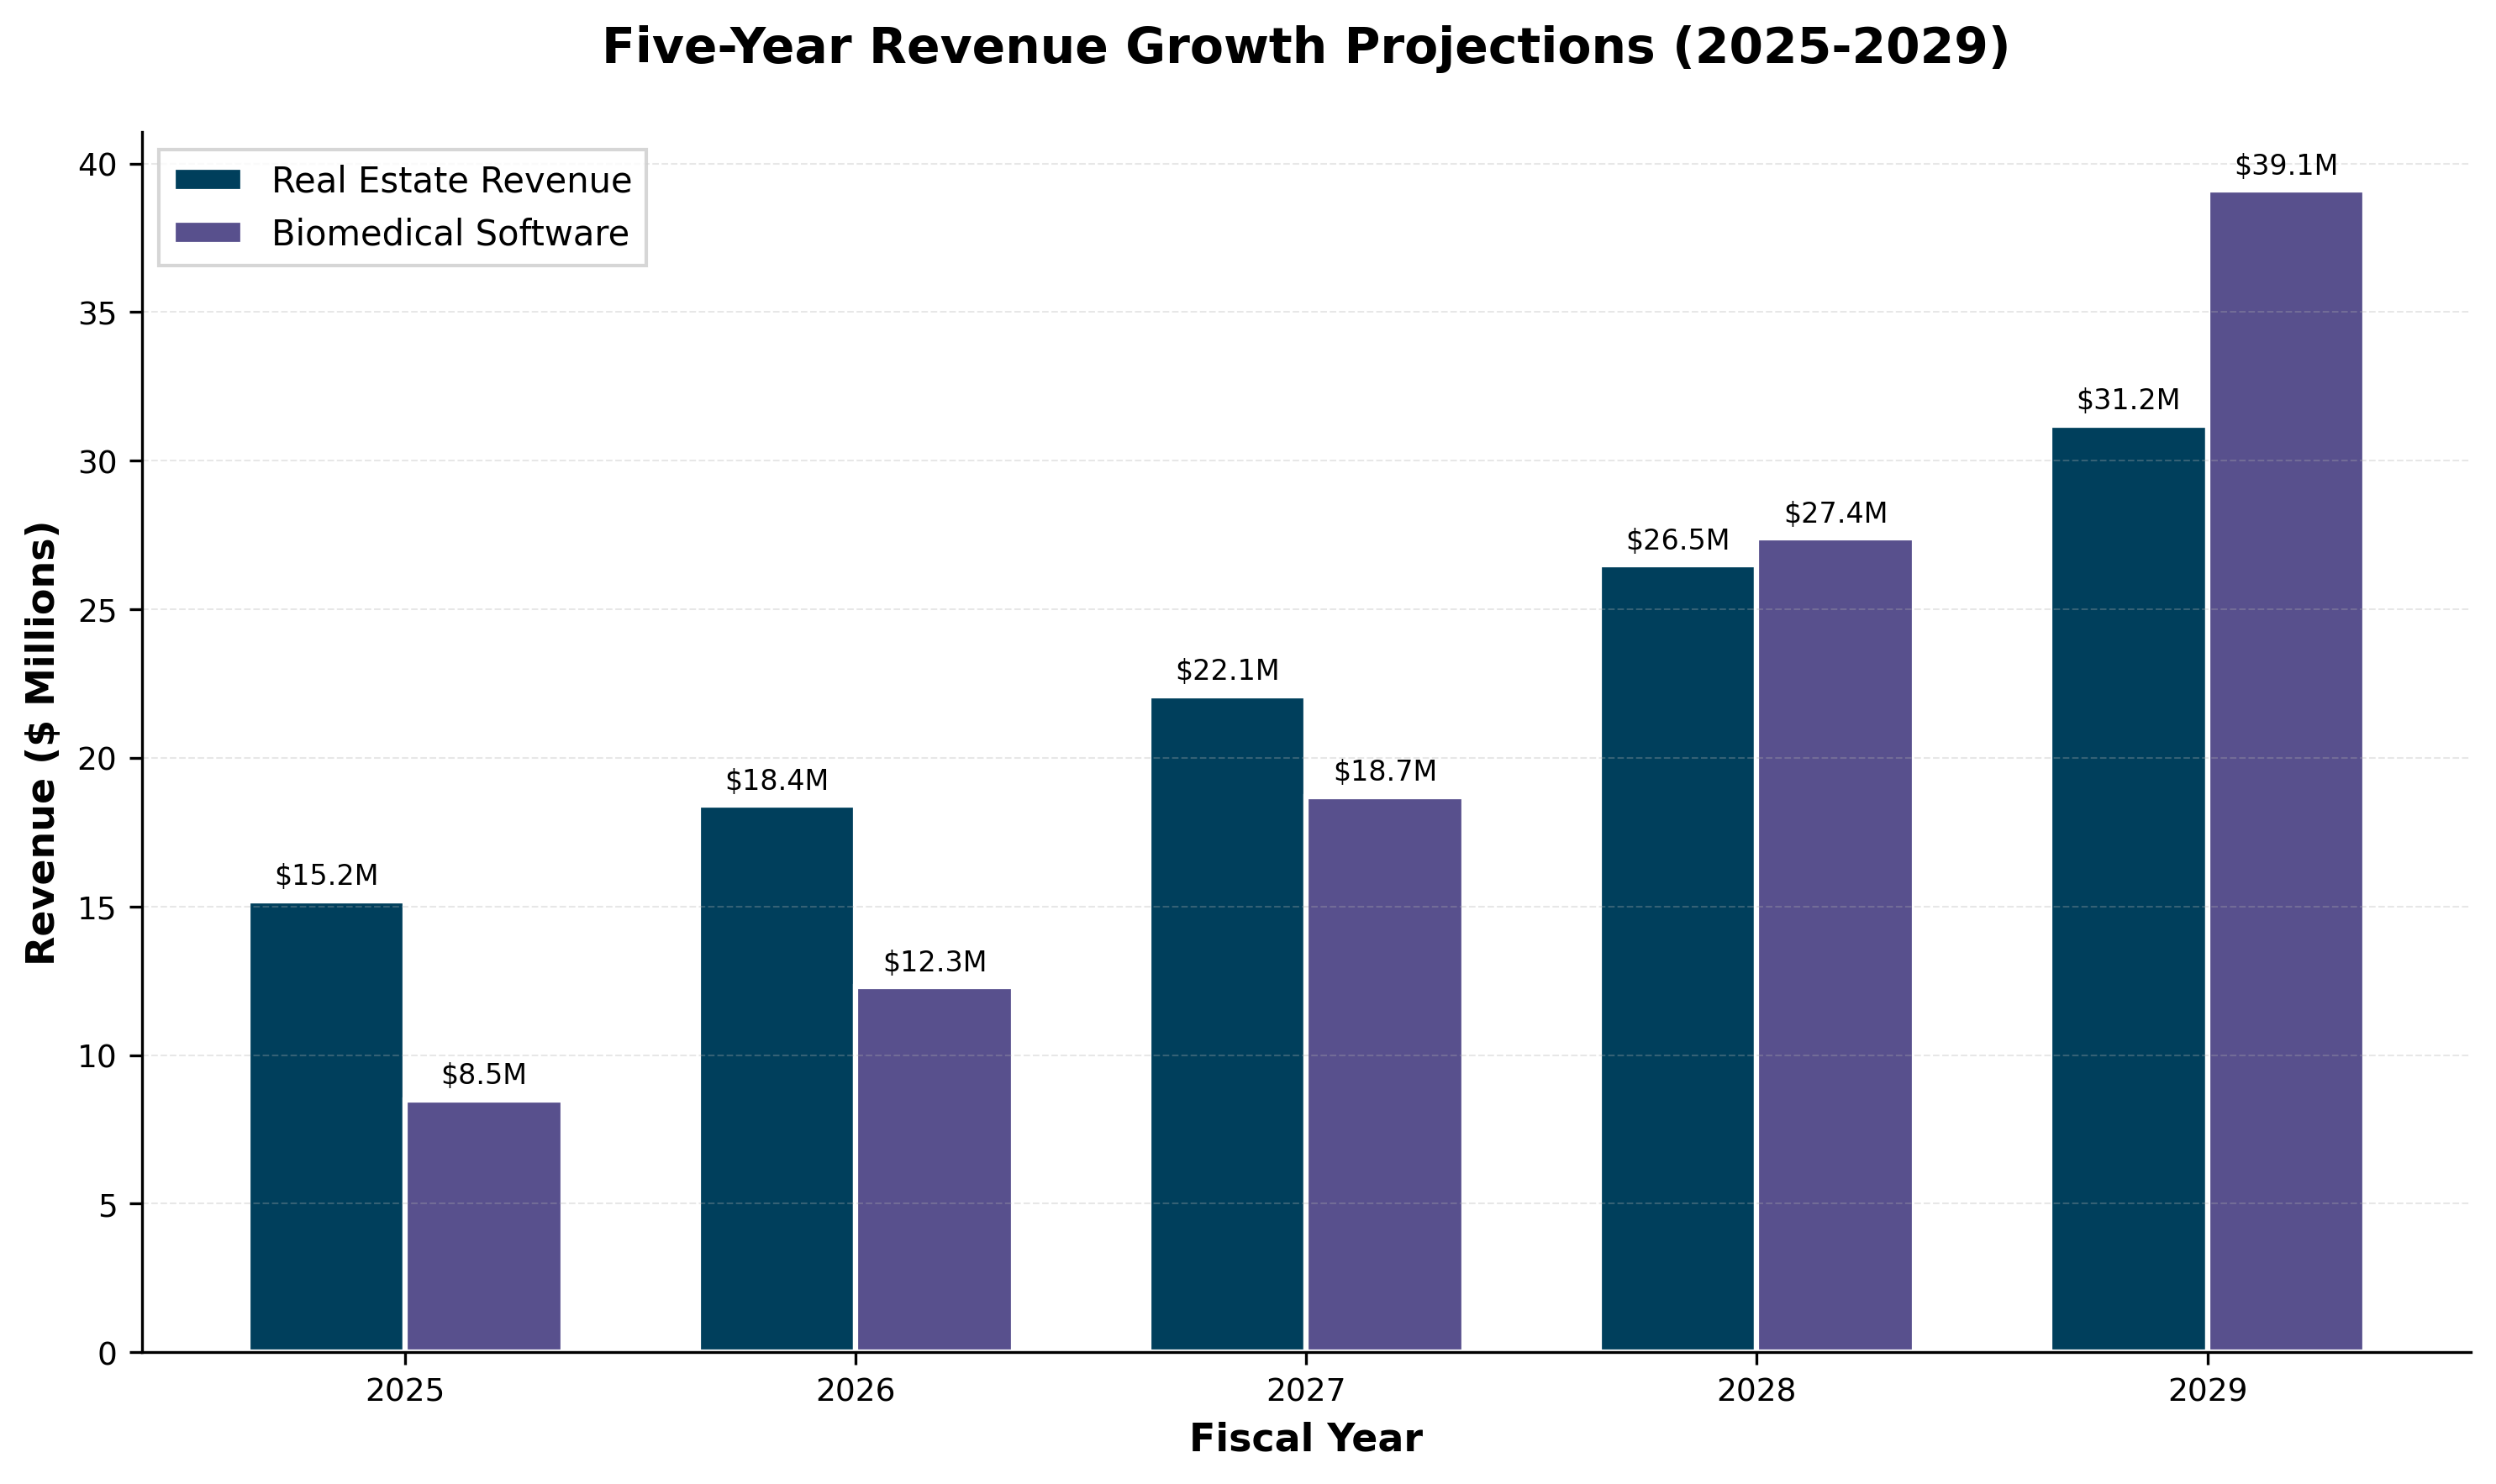 Five-Year Revenue Growth Projections (2025-2029)
Real Estate Revenue
Biomedical Software
Revenue ($ Millions)
40
35
30
25
20
15
10
5
0
$15.2M
$8.5M
$18.4M
$12.3M
$22.1M
$18.7M
$26.5M
$27.4M
$31.2M
$39.1M
2025
2026
2027
2028
2029
Fiscal Year